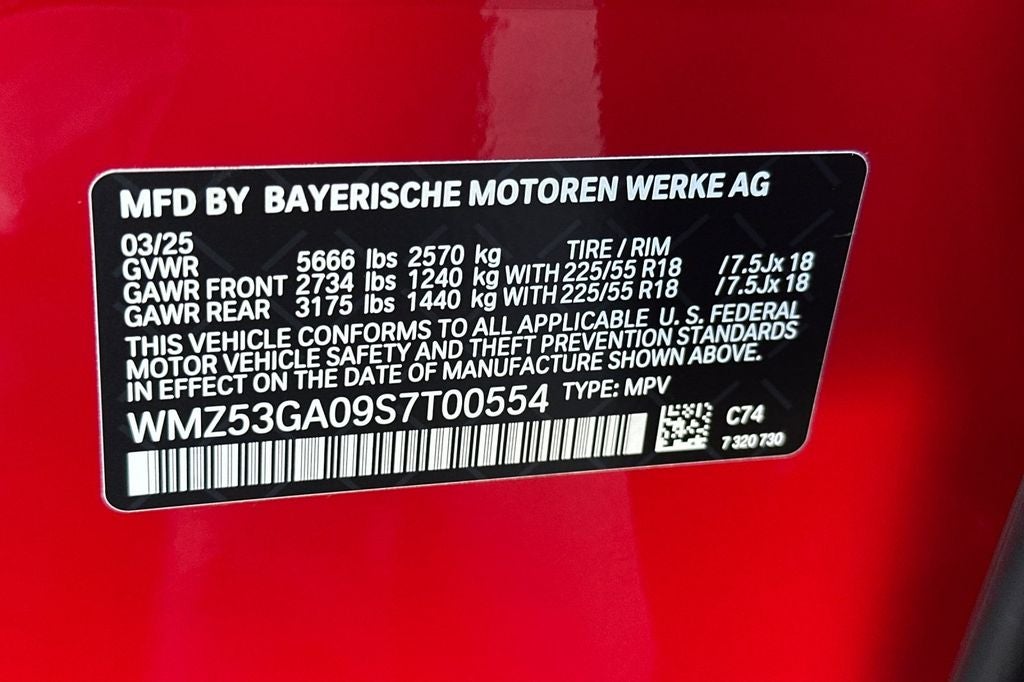 MFD BY BAYERISCHE MOTOREN WERKE AG
03/25 TIRE / RIM
GVWR 5666 lbs 2570 kg
GAWR FRONT 2734 lbs 1240 kg WITH 225/55 R18 /7.5Jx 18
GAWR REAR 3175 lbs 1440 kg WITH 225/55 R18 /7.5Jx 18
THIS VEHICLE CONFORMS TO ALL APPLICABLE U. S. FEDERAL
MOTOR VEHICLE SAFETY AND THEFT PREVENTION STANDARDS
IN EFFECT ON THE DATE OF MANUFACTURE SHOWN ABOVE.
WMZ53GA09S7T00554 TYPE: MPV
C74
7 320 730